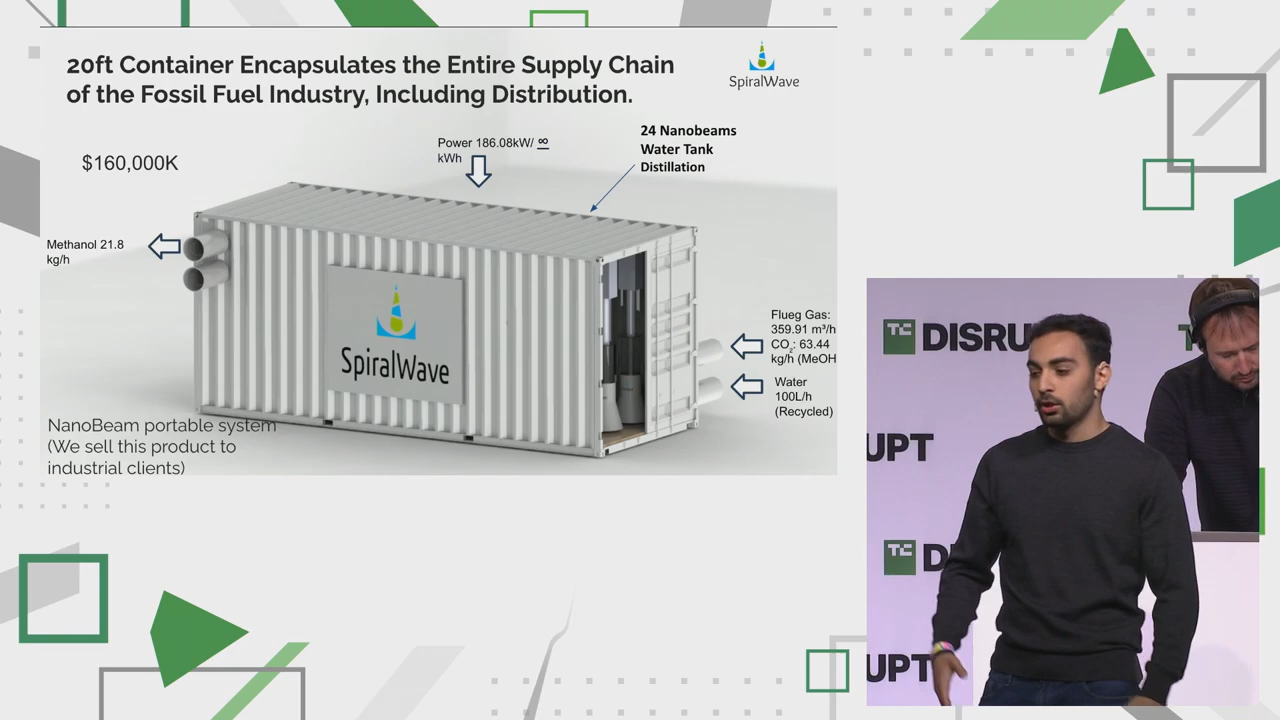 20ft Container Encapsulates the Entire Supply Chain
of the Fossil Fuel Industry, Including Distribution.
SpiralWave
$160,000K
Power 186.08kW/ ∞
kWh
24 Nanobeams
Water Tank
Distillation
Methanol 21.8
kg/h
SpiralWave
Flueg Gas:
359.91 m³/h
CO₂: 63.44
kg/h (MeOH
Water
100L/h
(Recycled)
NanoBeam portable system
(We sell this product to
industrial clients)
TC DISRU
T
UPT
TC D
UPT